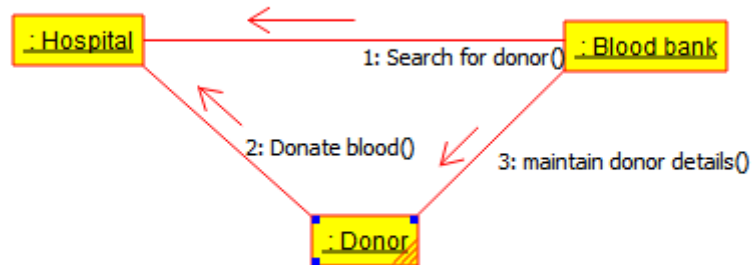 : Hospital
: Blood bank
1: Search for donor()
2: Donate blood()
3: maintain donor details()
: Donor